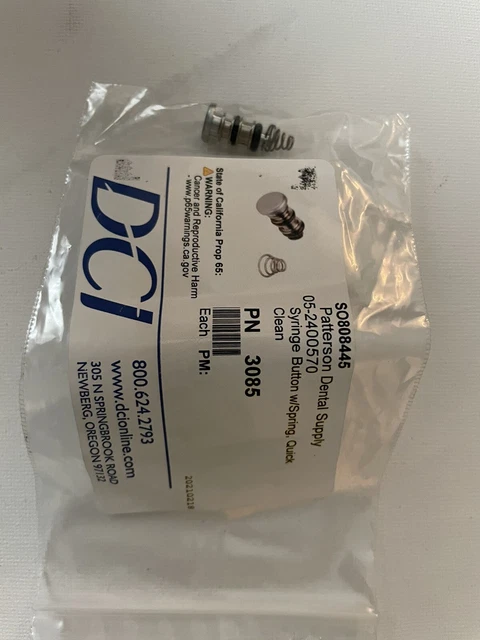 SO808445
Patterson Dental Supply
05-2400570
Syringe Button w/Spring, Quick
Clean
PN 3085
Each PM:
State of California Prop 65:
WARNING:
Cancer and Reproductive Harm
- www.p65warnings.ca.gov
DCi
800.624.2793
www.dcionline.com
305 N SPRINGBROOK ROAD
NEWBERG, OREGON 97132
20210219